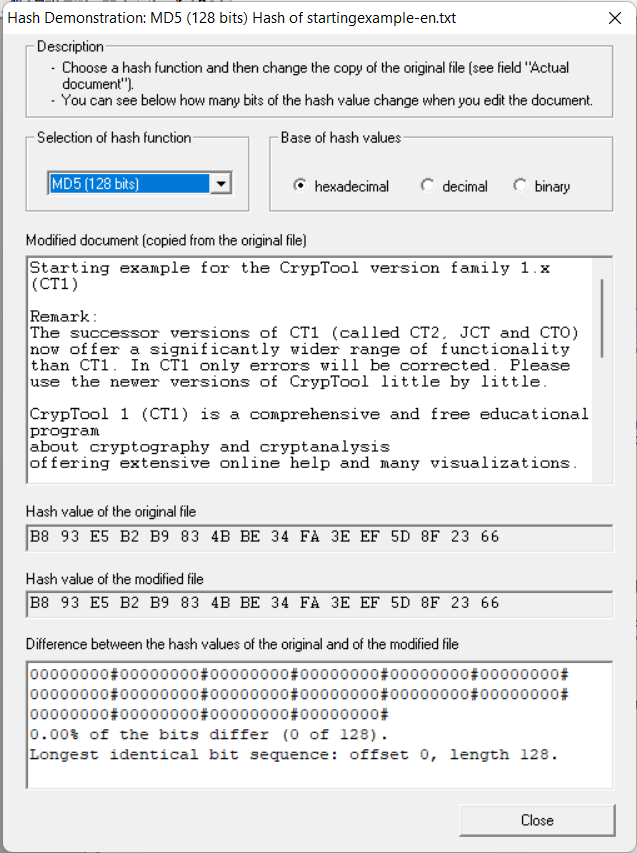 Hash Demonstration: MD5 (128 bits) Hash of startingexample-en.txt
Description
- Choose a hash function and then change the copy of the original file (see field "Actual
document").
- You can see below how many bits of the hash value change when you edit the document.
Selection of hash function
MD5 (128 bits)
Base of hash values
hexadecimal
decimal
binary
Modified document (copied from the original file)
Starting example for the CrypTool version family 1.x
(CT1)
Remark:
The successor versions of CT1 (called CT2, JCT and CTO)
now offer a significantly wider range of functionality
than CT1. In CT1 only errors will be corrected. Please
use the newer versions of CrypTool little by little.
CrypTool 1 (CT1) is a comprehensive and free educational
program
about cryptography and cryptanalysis
offering extensive online help and many visualizations.
Hash value of the original file
B8 93 E5 B2 B9 83 4B BE 34 FA 3E EF 5D 8F 23 66
Hash value of the modified file
B8 93 E5 B2 B9 83 4B BE 34 FA 3E EF 5D 8F 23 66
Difference between the hash values of the original and of the modified file
00000000#00000000#00000000#00000000#00000000#00000000#
00000000#00000000#00000000#00000000#00000000#00000000#
00000000#00000000#00000000#00000000#
0.00% of the bits differ (0 of 128).
Longest identical bit sequence: offset 0, length 128.
Close